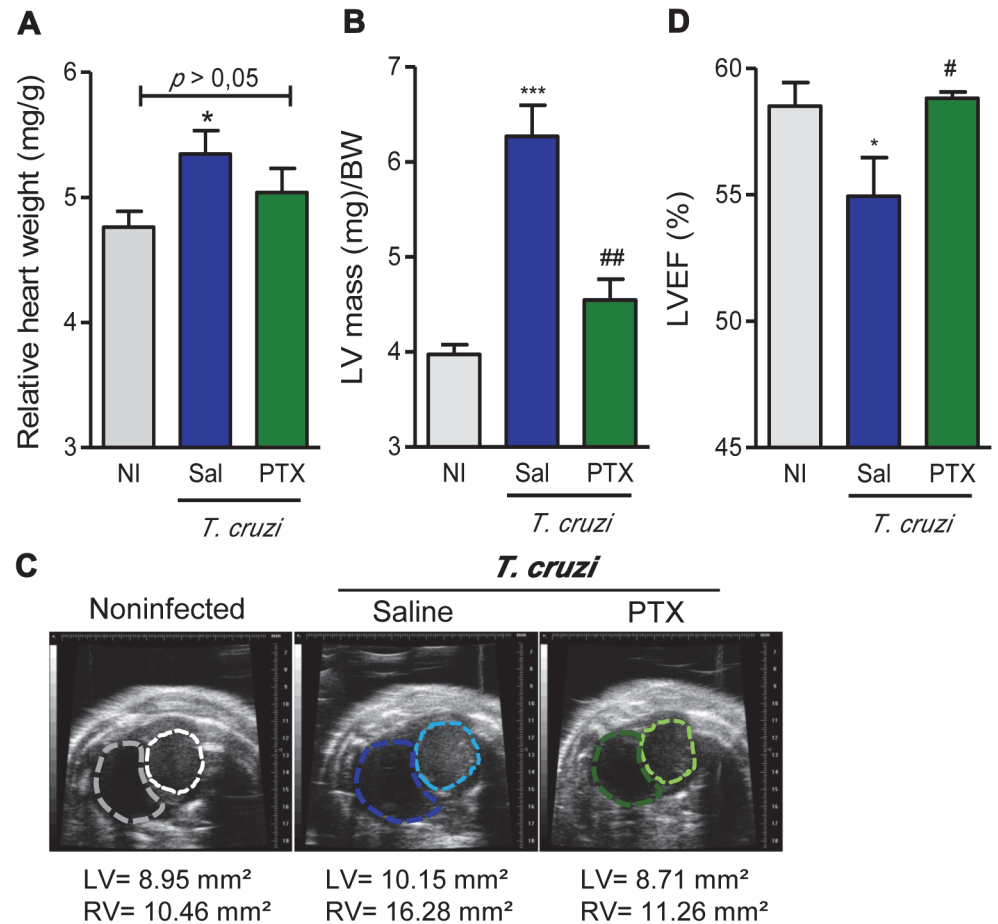 A
Relative heart weight (mg/g)
6
5
4
3
p > 0,05
*
NI Sal PTX
T. cruzi
B
LV mass (mg)/BW
7
6
5
4
3
***
##
NI Sal PTX
T. cruzi
D
LVEF (%)
60
55
50
45
*
#
NI Sal PTX
T. cruzi
C
T. cruzi
Noninfected Saline PTX
LV= 8.95 mm² LV= 10.15 mm² LV= 8.71 mm²
RV= 10.46 mm² RV= 16.28 mm² RV= 11.26 mm²